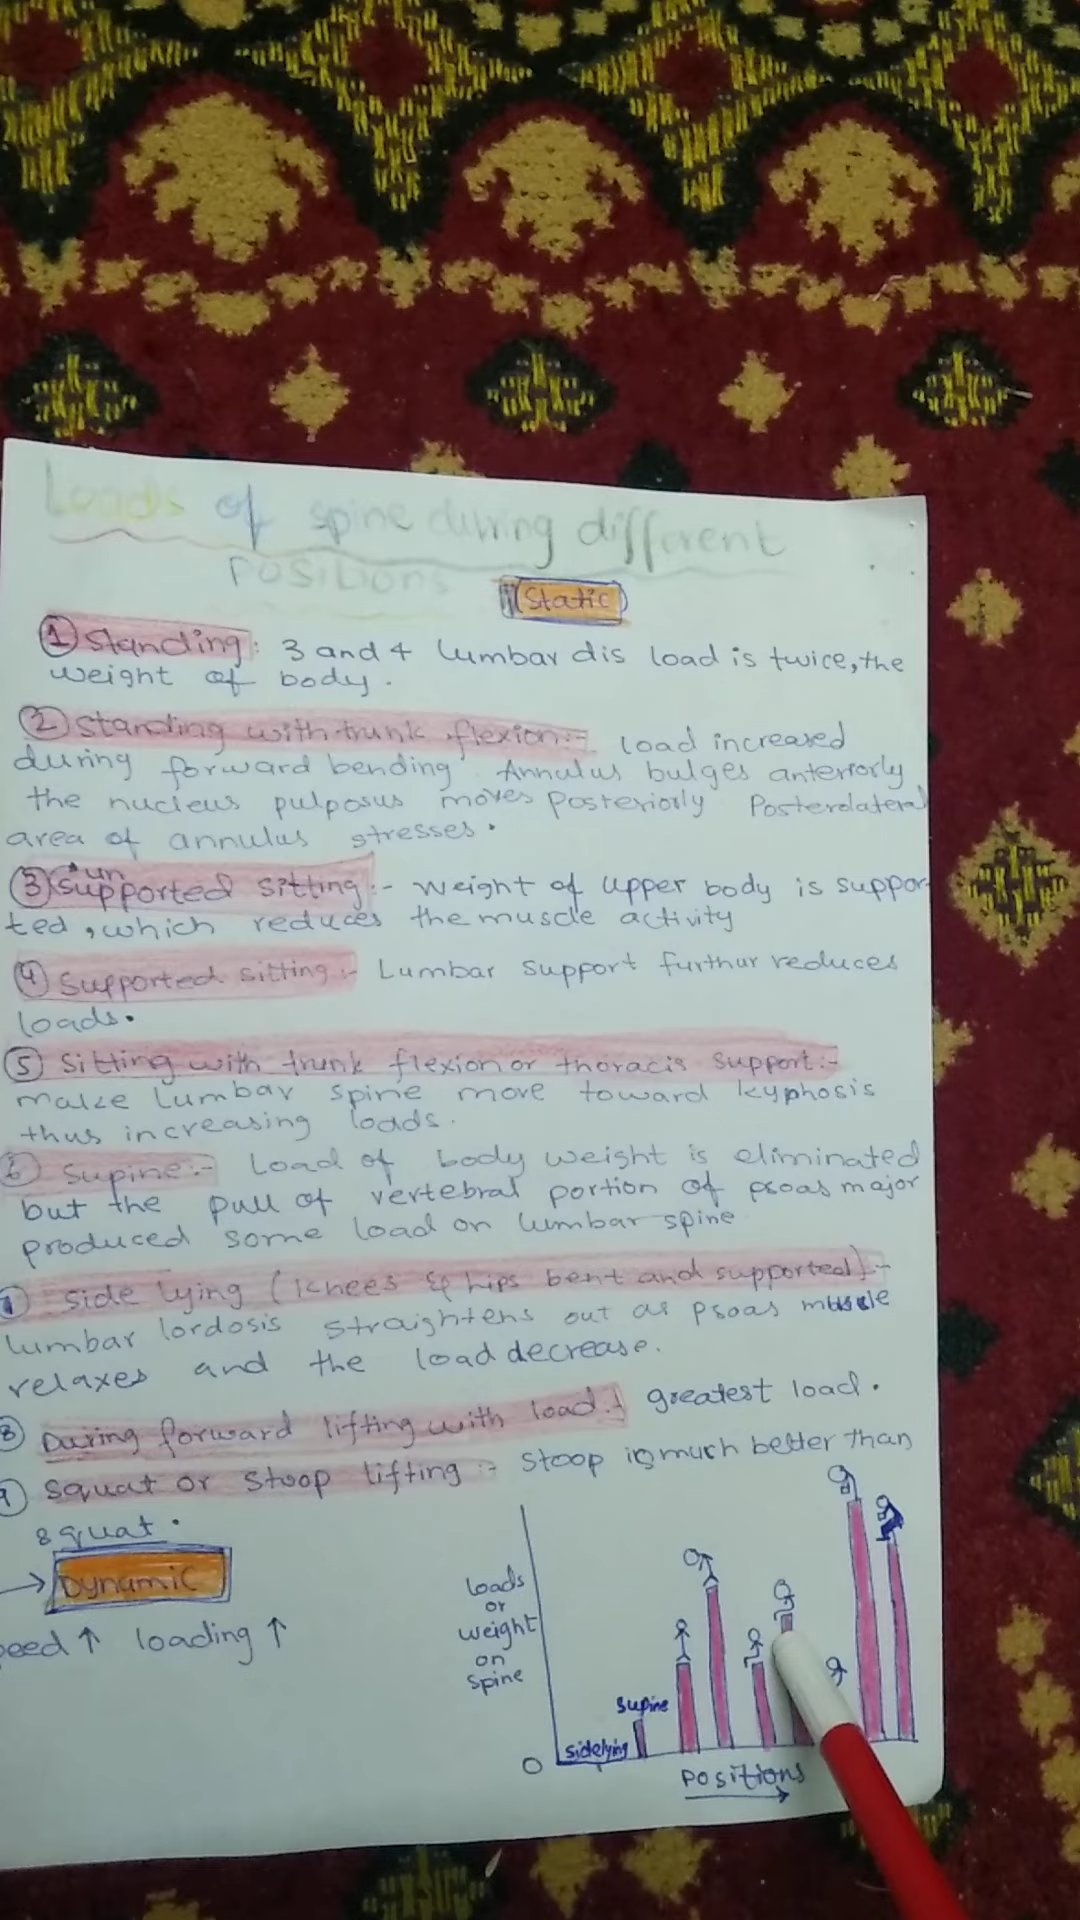 Loads of spine during different
Positions
Static
① Standing: 3 and 4 lumbar dis load is twice, the
weight of body.
② Standing with trunk flexion:- load increased
during forward bending. Annulus bulges anteriorly
the nucleus pulposus moves Posteriorly Posterolateral
area of annulus stresses.
un
③ Supported sitting:- weight of upper body is suppor-
ted, which reduces the muscle activity
④ Supported sitting:- Lumbar support furthur reduces
loads.
⑤ Sitting with trunk flexion or thoracis support:-
make lumbar spine more toward kyphosis
thus increasing loads.
6 Supine:- Load of body weight is eliminated
but the pull of vertebral portion of psoas major
produced some load on lumbar spine
side lying (knees & hips bent and supported):-
lumbar lordosis straightens out as psoas muscle
relaxes and the load decrease.
8 During forward lifting with load:- greatest load.
9 squat or stoop lifting:- stoop is much better than
squat.
→ Dynamic
peed ↑ loading ↑
loads
or
weight
on
spine
supine
sidelying
0
Positions